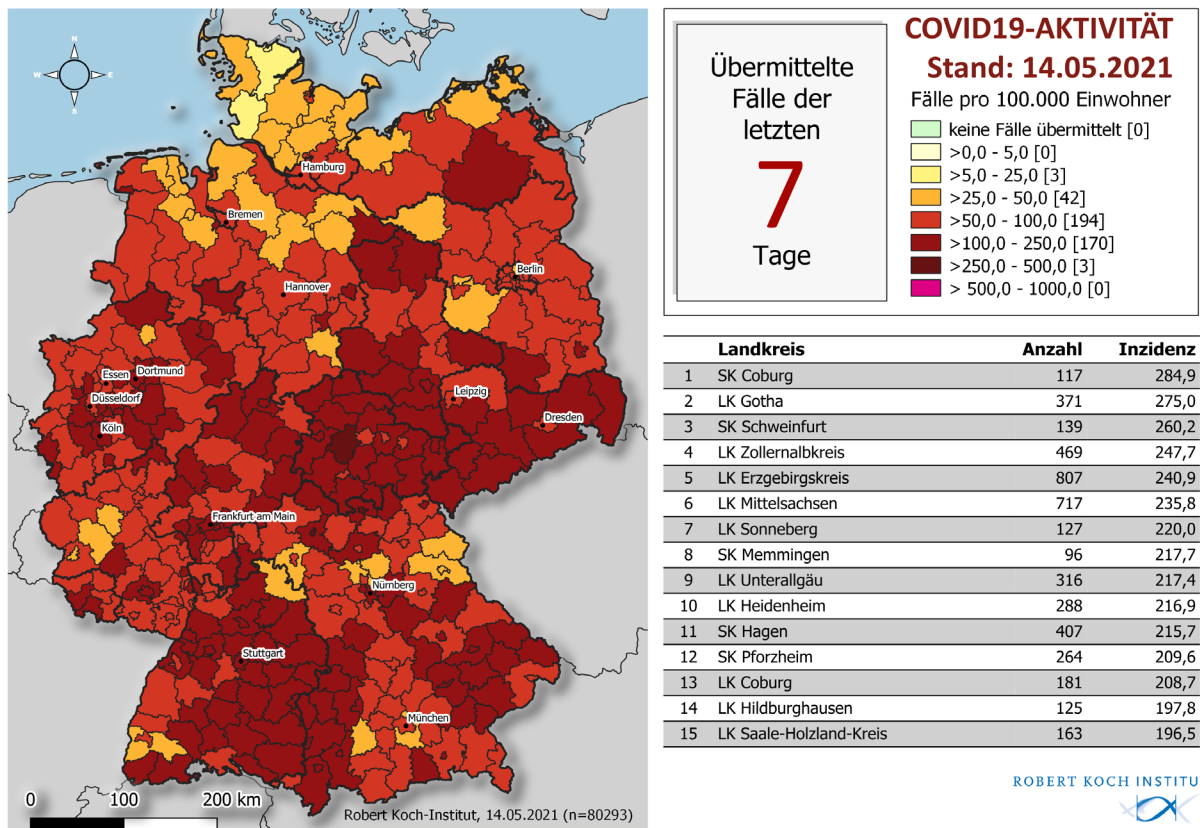 N
W E
S
Hamburg
Bremen
Berlin
Hannover
Essen
Dortmund
Düsseldorf
Köln
Leipzig
Dresden
Frankfurt am Main
Nürnberg
Stuttgart
München
0 100 200 km
Robert Koch-Institut, 14.05.2021 (n=80293)
Übermittelte
Fälle der
letzten
7
Tage
COVID19-AKTIVITÄT
Stand: 14.05.2021
Fälle pro 100.000 Einwohner
keine Fälle übermittelt [0]
>0,0 - 5,0 [0]
>5,0 - 25,0 [3]
>25,0 - 50,0 [42]
>50,0 - 100,0 [194]
>100,0 - 250,0 [170]
>250,0 - 500,0 [3]
> 500,0 - 1000,0 [0]
Landkreis Anzahl Inzidenz
1 SK Coburg 117 284,9
2 LK Gotha 371 275,0
3 SK Schweinfurt 139 260,2
4 LK Zollernalbkreis 469 247,7
5 LK Erzgebirgskreis 807 240,9
6 LK Mittelsachsen 717 235,8
7 LK Sonneberg 127 220,0
8 SK Memmingen 96 217,7
9 LK Unterallgäu 316 217,4
10 LK Heidenheim 288 216,9
11 SK Hagen 407 215,7
12 SK Pforzheim 264 209,6
13 LK Coburg 181 208,7
14 LK Hildburghausen 125 197,8
15 LK Saale-Holzland-Kreis 163 196,5
ROBERT KOCH INSTITU